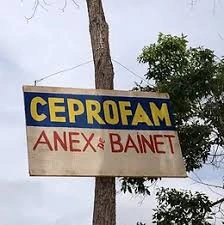 CEPROFAM
ANEX DE BAINET